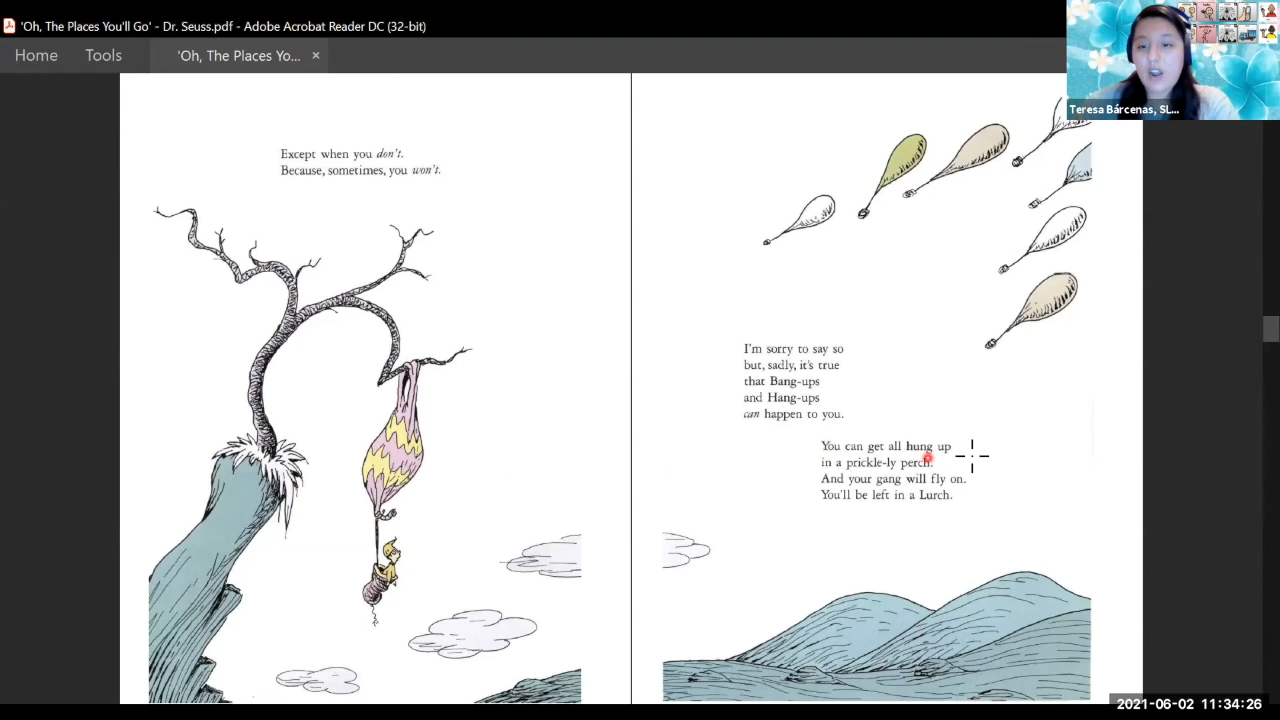 'Oh, The Places You'll Go' - Dr. Seuss.pdf - Adobe Acrobat Reader DC (32-bit)
Home
Tools
'Oh, The Places Yo...
×
Teresa Bárcenas, SL...
Except when you don't.
Because, sometimes, you won't.
I'm sorry to say so
but, sadly, it's true
that Bang-ups
and Hang-ups
can happen to you.
You can get all hung up
in a prickle-ly perch.
And your gang will fly on.
You'll be left in a Lurch.
2021-06-02 11:34:26